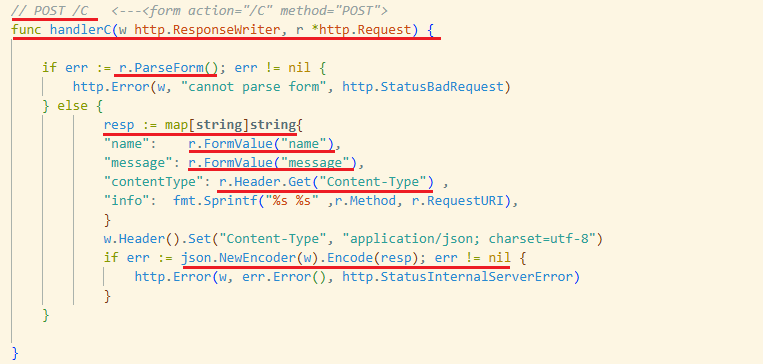 // POST /C   <---<form action="/C" method="POST">
func handlerC(w http.ResponseWriter, r *http.Request) {
if err := r.ParseForm(); err != nil {
http.Error(w, "cannot parse form", http.StatusBadRequest)
} else {
resp := map[string]string{
"name":    r.FormValue("name"),
"message": r.FormValue("message"),
"contentType": r.Header.Get("Content-Type") ,
"info":  fmt.Sprintf("%s %s" ,r.Method, r.RequestURI),
}
w.Header().Set("Content-Type", "application/json; charset=utf-8")
if err := json.NewEncoder(w).Encode(resp); err != nil {
http.Error(w, err.Error(), http.StatusInternalServerError)
}
}
}